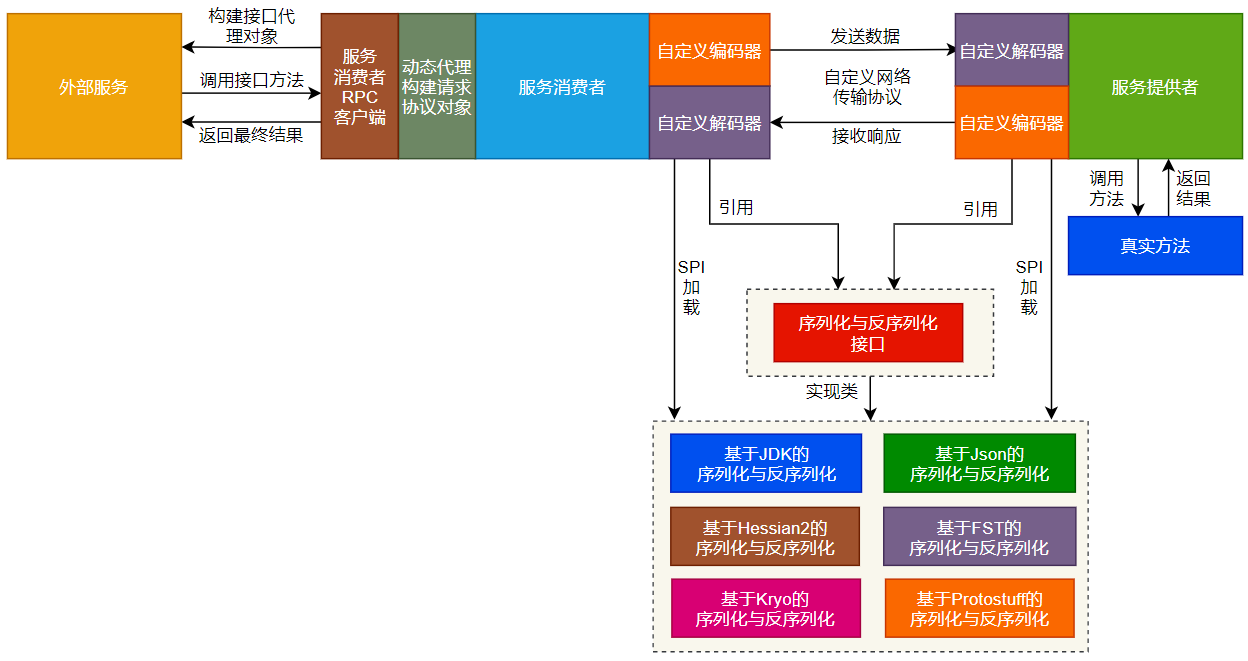 构建接口代
理对象
调用接口方法
返回最终结果
外部服务
服务
消费者
RPC
客户端
动态代理
构建请求
协议对象
服务消费者
自定义编码器
自定义解码器
发送数据
自定义网络
传输协议
接收响应
自定义解码器
自定义编码器
服务提供者
调用
方法
返回
结果
真实方法
引用
引用
SPI
加
载
SPI
加
载
序列化与反序列化
接口
实现类
基于JDK的
序列化与反序列化
基于Json的
序列化与反序列化
基于Hessian2的
序列化与反序列化
基于FST的
序列化与反序列化
基于Kryo的
序列化与反序列化
基于Protostuff的
序列化与反序列化